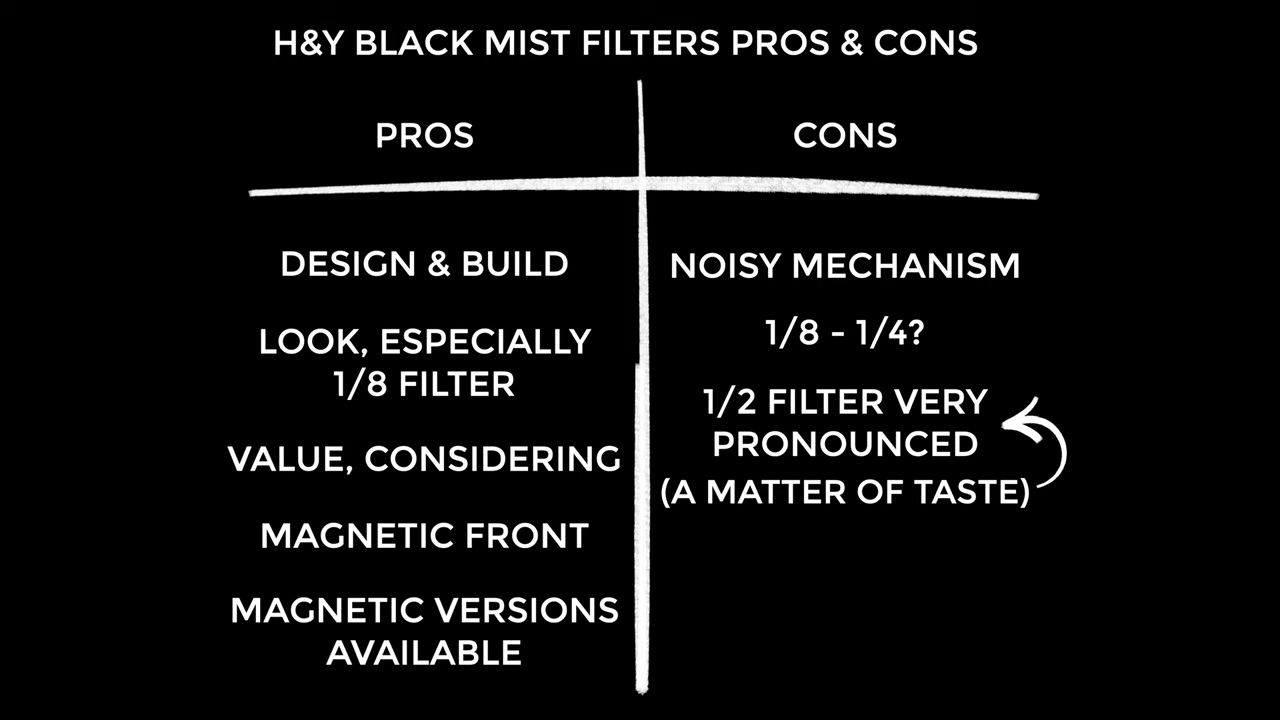 H&Y BLACK MIST FILTERS PROS & CONS
PROS
DESIGN & BUILD
LOOK, ESPECIALLY
1/8 FILTER
VALUE, CONSIDERING
MAGNETIC FRONT
MAGNETIC VERSIONS
AVAILABLE
CONS
NOISY MECHANISM
1/8 - 1/4?
1/2 FILTER VERY
PRONOUNCED
(A MATTER OF TASTE)